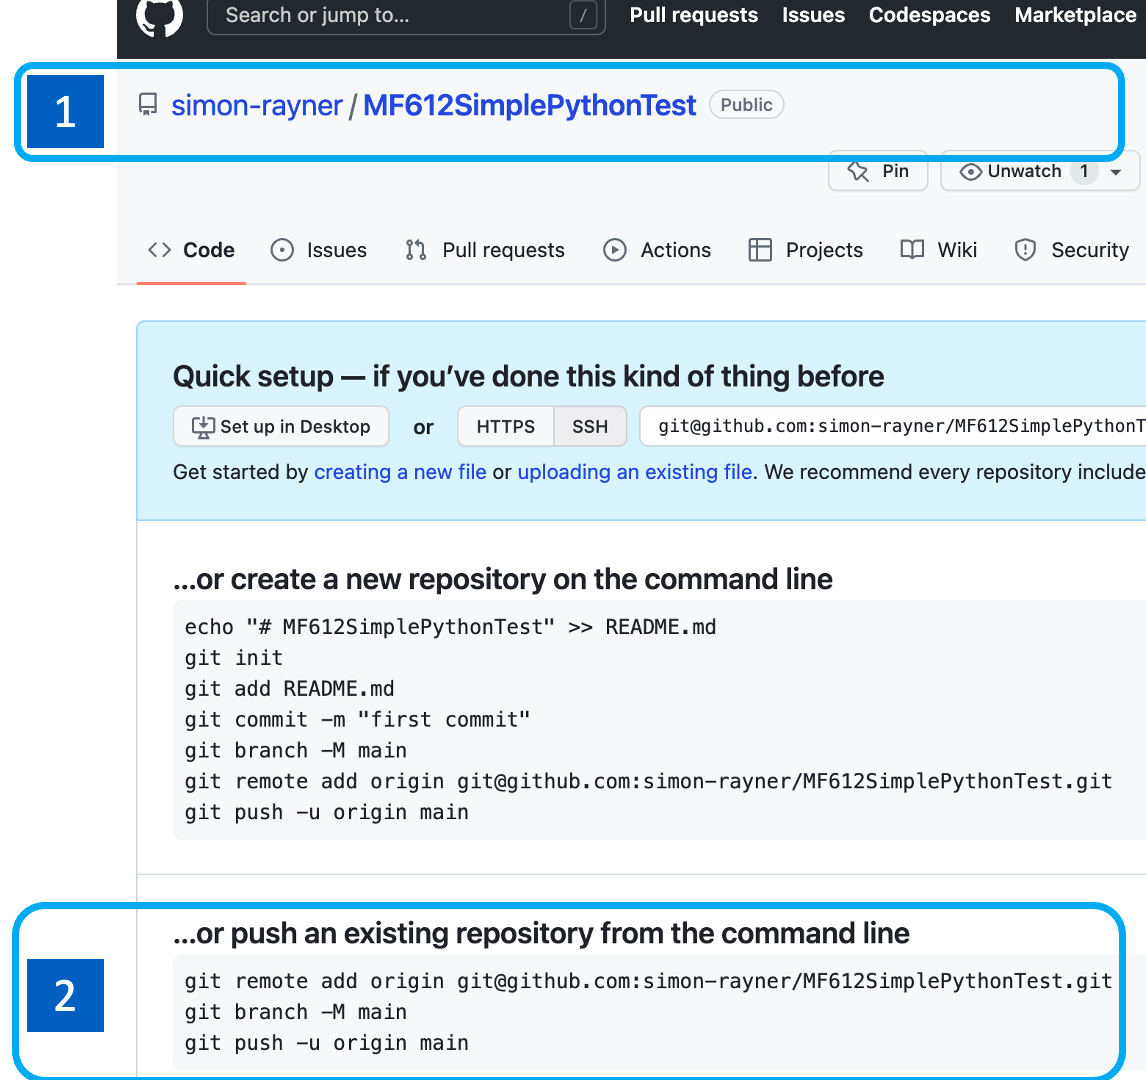 Search or jump to... /
Pull requests Issues Codespaces Marketplace
1
simon-rayner / MF612SimplePythonTest Public
Pin Unwatch 1
Code Issues Pull requests Actions Projects Wiki Security
Quick setup — if you’ve done this kind of thing before
Set up in Desktop or HTTPS SSH git@github.com:simon-rayner/MF612SimplePythonT
Get started by creating a new file or uploading an existing file. We recommend every repository include
...or create a new repository on the command line
echo "# MF612SimplePythonTest" >> README.md
git init
git add README.md
git commit -m "first commit"
git branch -M main
git remote add origin git@github.com:simon-rayner/MF612SimplePythonTest.git
git push -u origin main
2
...or push an existing repository from the command line
git remote add origin git@github.com:simon-rayner/MF612SimplePythonTest.git
git branch -M main
git push -u origin main